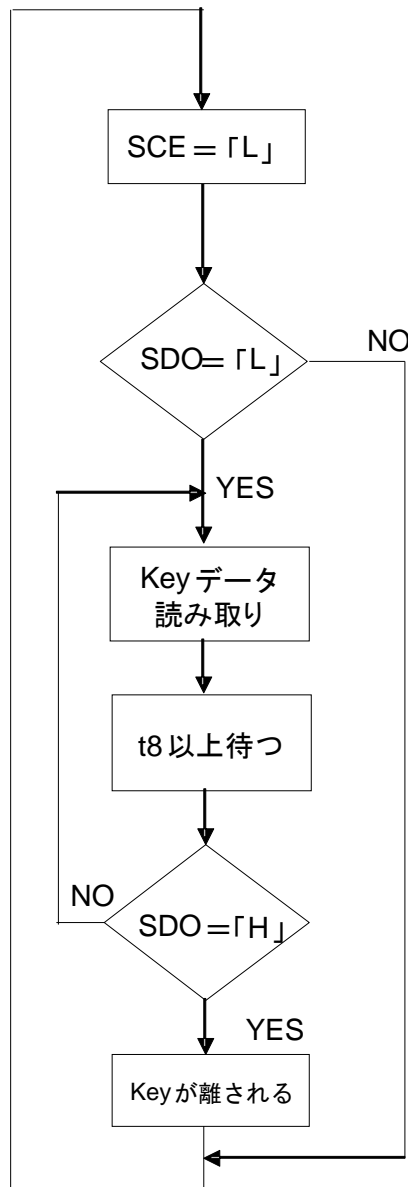 SCE＝「L」
SDO=「L」
NO
YES
Keyデータ
読み取り
t8以上待つ
NO
SDO=「H」
YES
Keyが離される